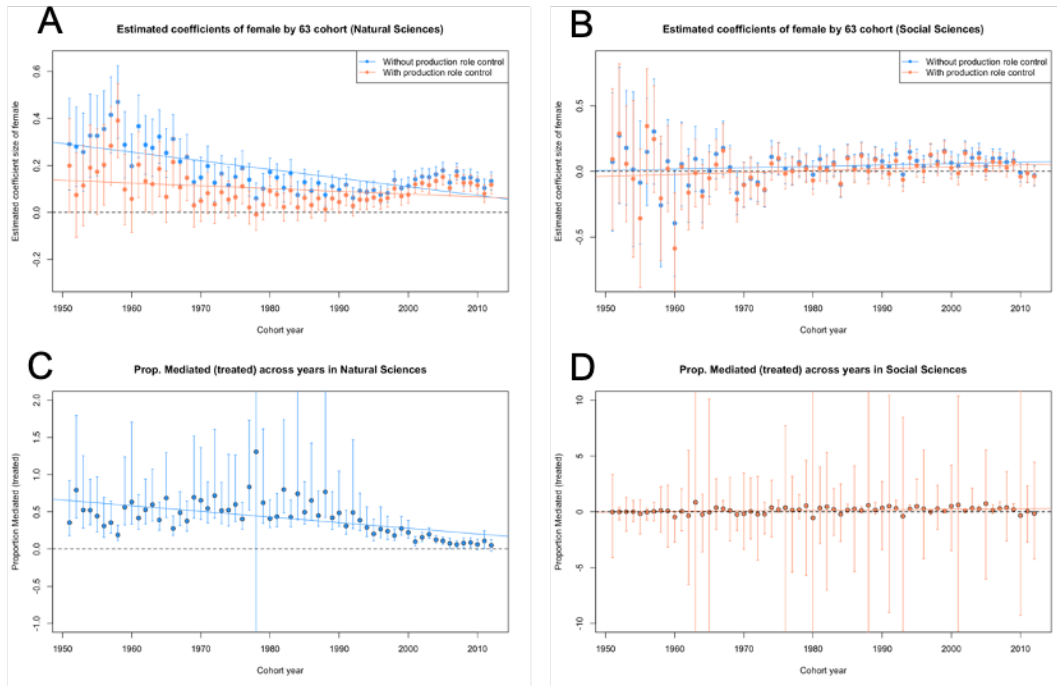 A
Estimated coefficients of female by 63 cohort (Natural Sciences)
Without production role control
With production role control
Estimated coefficient size of female
0.6
0.4
0.2
0.0
-0.2
1950 1960 1970 1980 1990 2000 2010
Cohort year
B
Estimated coefficients of female by 63 cohort (Social Sciences)
Without production role control
With production role control
Estimated coefficient size of female
0.5
0.0
-0.5
1950 1960 1970 1980 1990 2000 2010
Cohort year
C
Prop. Mediated (treated) across years in Natural Sciences
Proportion Mediated (treated)
2.0
1.5
1.0
0.5
0.0
-0.5
-1.0
1950 1960 1970 1980 1990 2000 2010
Cohort year
D
Prop. Mediated (treated) across years in Social Sciences
Proportion Mediated (treated)
10
5
0
-5
-10
1950 1960 1970 1980 1990 2000 2010
Cohort year